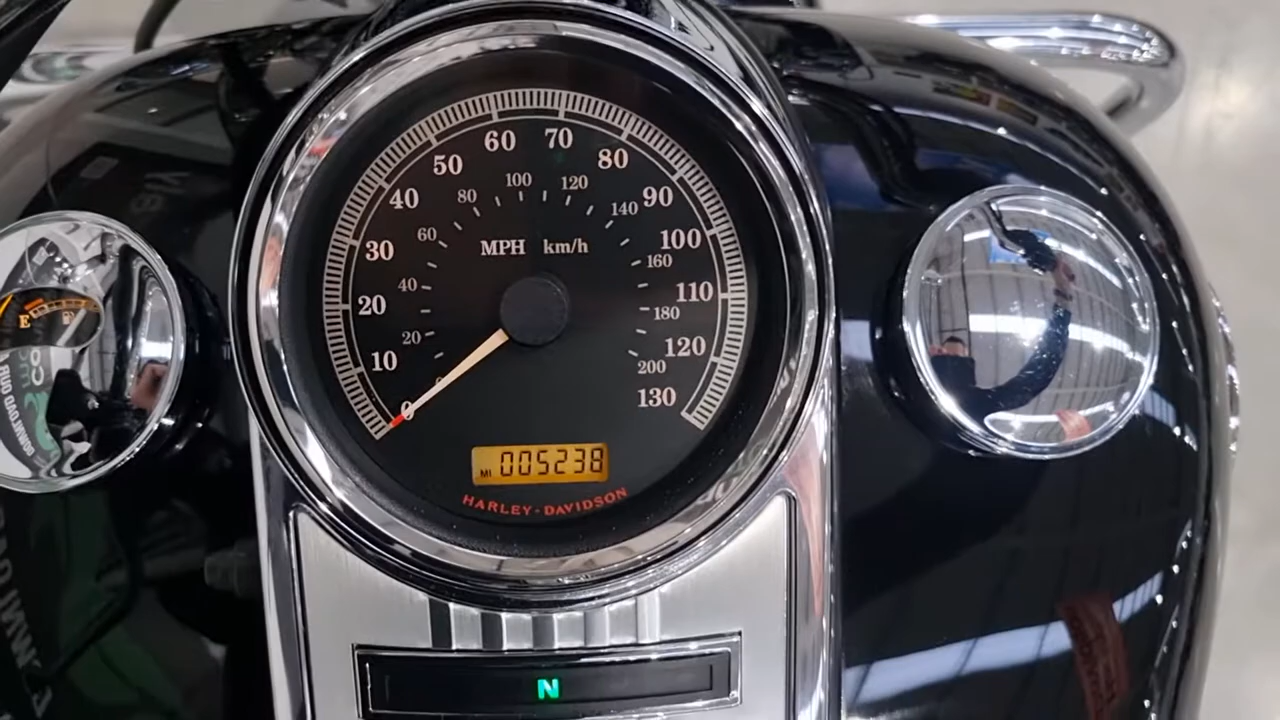 60 70
50 80
40 90
30 100
20 110
10 120
0 130
100 120
80 140
60 160
40 180
20 200
0
MPH km/h
MI 005238
HARLEY-DAVIDSON
E
N